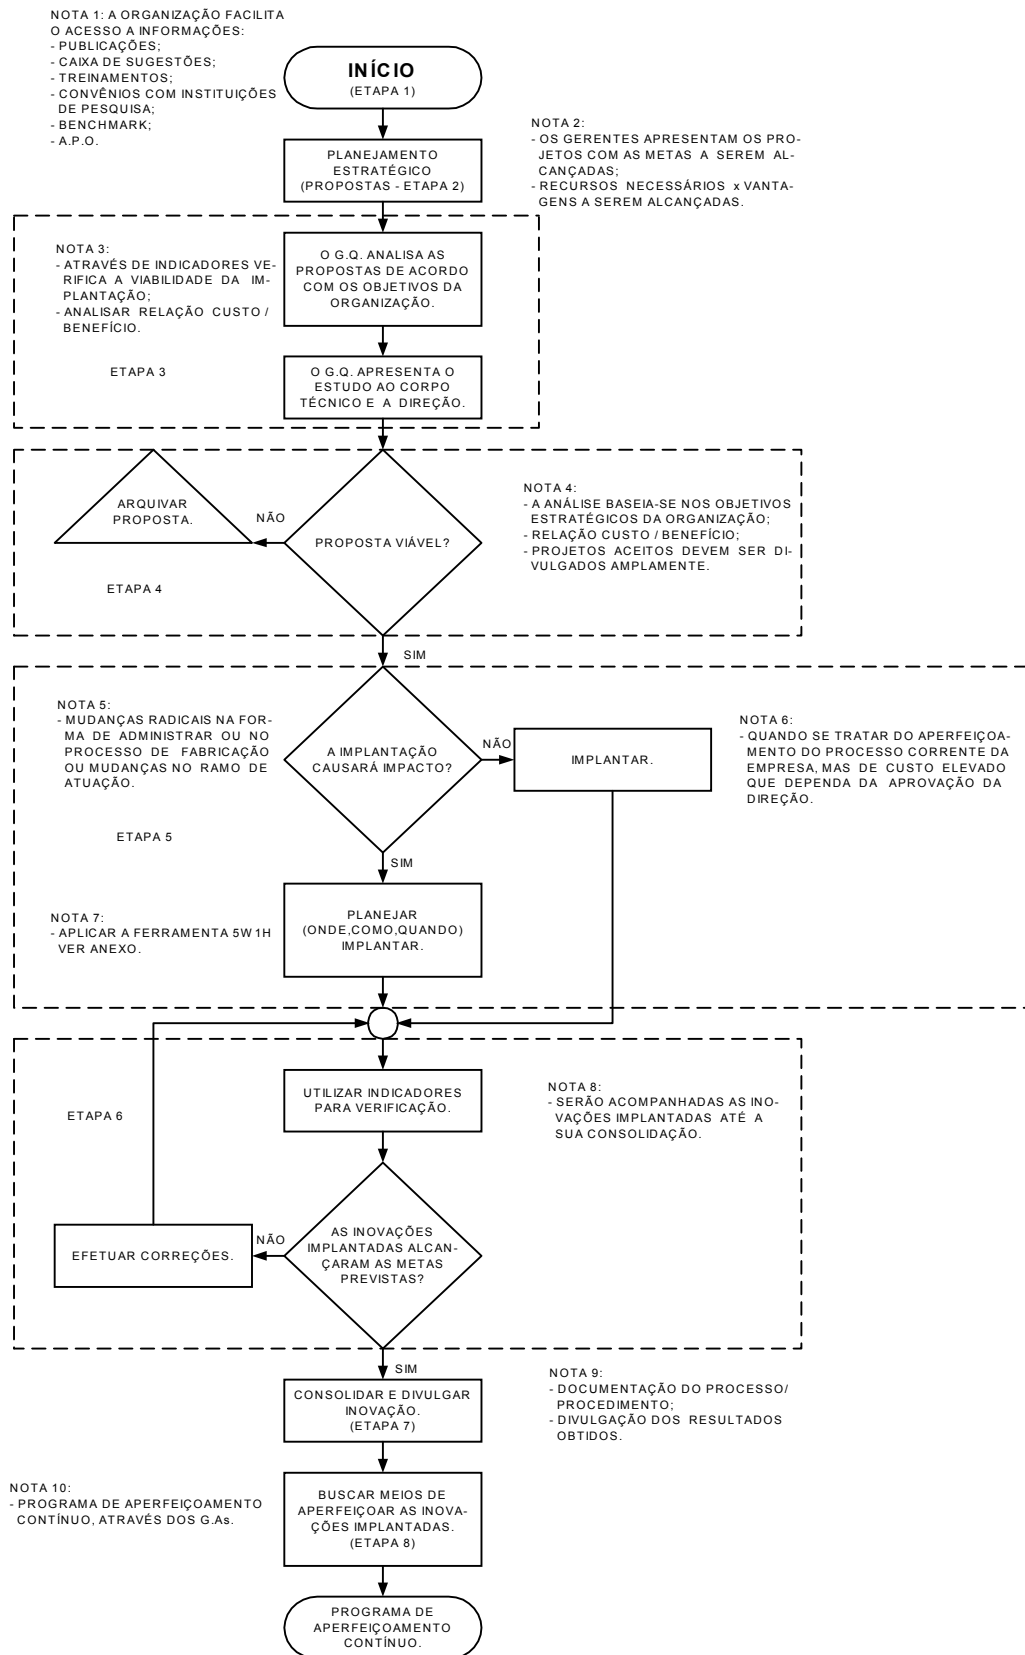 NOTA 1: A ORGANIZAÇÃO FACILITA
O ACESSO A INFORMAÇÕES:
- PUBLICAÇÕES;
- CAIXA DE SUGESTÕES;
- TREINAMENTOS;
- CONVÊNIOS COM INSTITUIÇÕES
DE PESQUISA;
- BENCHMARK;
- A.P.O.
INÍCIO
(ETAPA 1)
NOTA 2:
- OS GERENTES APRESENTAM OS PRO-
JETOS COM AS METAS A SEREM AL-
CANÇADAS;
- RECURSOS NECESSÁRIOS x VANTA-
GENS A SEREM ALCANÇADAS.
PLANEJAMENTO
ESTRATÉGICO
(PROPOSTAS - ETAPA 2)
NOTA 3:
- ATRAVÉS DE INDICADORES VE-
RIFICA A VIABILIDADE DA IM-
PLANTAÇÃO;
- ANALISAR RELAÇÃO CUSTO /
BENEFÍCIO.
O G.Q. ANALISA AS
PROPOSTAS DE ACORDO
COM OS OBJETIVOS DA
ORGANIZAÇÃO.
ETAPA 3
O G.Q. APRESENTA O
ESTUDO AO CORPO
TÉCNICO E A DIREÇÃO.
ARQUIVAR
PROPOSTA.
NÃO
PROPOSTA VIÁVEL?
NOTA 4:
- A ANÁLISE BASEIA-SE NOS OBJETIVOS
ESTRATÉGICOS DA ORGANIZAÇÃO;
- RELAÇÃO CUSTO / BENEFÍCIO;
- PROJETOS ACEITOS DEVEM SER DI-
VULGADOS AMPLAMENTE.
ETAPA 4
SIM
NOTA 5:
- MUDANÇAS RADICAIS NA FOR-
MA DE ADMINISTRAR OU NO
PROCESSO DE FABRICAÇÃO
OU MUDANÇAS NO RAMO DE
ATUAÇÃO.
A IMPLANTAÇÃO
CAUSARÁ IMPACTO?
NÃO
IMPLANTAR.
NOTA 6:
- QUANDO SE TRATAR DO APERFEIÇOA-
MENTO DO PROCESSO CORRENTE DA
EMPRESA, MAS DE CUSTO ELEVADO
QUE DEPENDA DA APROVAÇÃO DA
DIREÇÃO.
ETAPA 5
SIM
NOTA 7:
- APLICAR A FERRAMENTA 5W1H
VER ANEXO.
PLANEJAR
(ONDE,COMO,QUANDO)
IMPLANTAR.
ETAPA 6
UTILIZAR INDICADORES
PARA VERIFICAÇÃO.
NOTA 8:
- SERÃO ACOMPANHADAS AS INO-
VAÇÕES IMPLANTADAS ATÉ A
SUA CONSOLIDAÇÃO.
EFETUAR CORREÇÕES.
NÃO
AS INOVAÇÕES
IMPLANTADAS ALCAN-
ÇARAM AS METAS
PREVISTAS?
SIM
NOTA 9:
- DOCUMENTAÇÃO DO PROCESSO/
PROCEDIMENTO;
- DIVULGAÇÃO DOS RESULTADOS
OBTIDOS.
CONSOLIDAR E DIVULGAR
INOVAÇÃO.
(ETAPA 7)
NOTA 10:
- PROGRAMA DE APERFEIÇOAMENTO
CONTÍNUO, ATRAVÉS DOS G.As.
BUSCAR MEIOS DE
APERFEIÇOAR AS INOVA-
ÇÕES IMPLANTADAS.
(ETAPA 8)
PROGRAMA DE
APERFEIÇOAMENTO
CONTÍNUO.